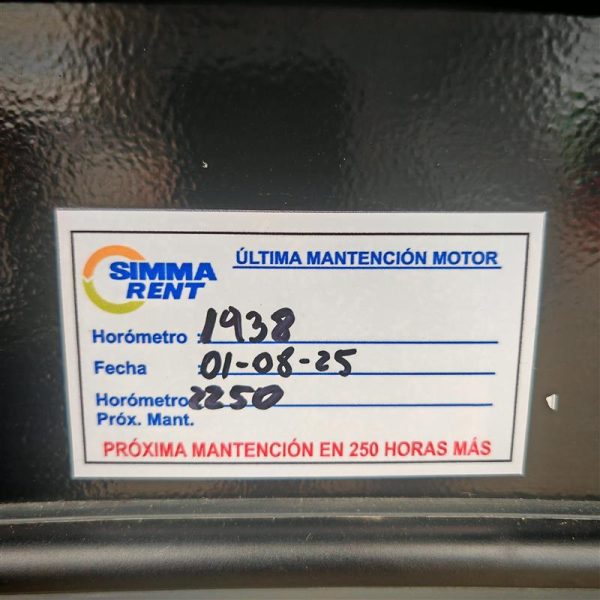 SIMMA
RENT
ÚLTIMA MANTENCIÓN MOTOR
Horómetro : 1938
Fecha : 01-08-25
Horómetro 2250
Próx. Mant.
PRÓXIMA MANTENCIÓN EN 250 HORAS MÁS